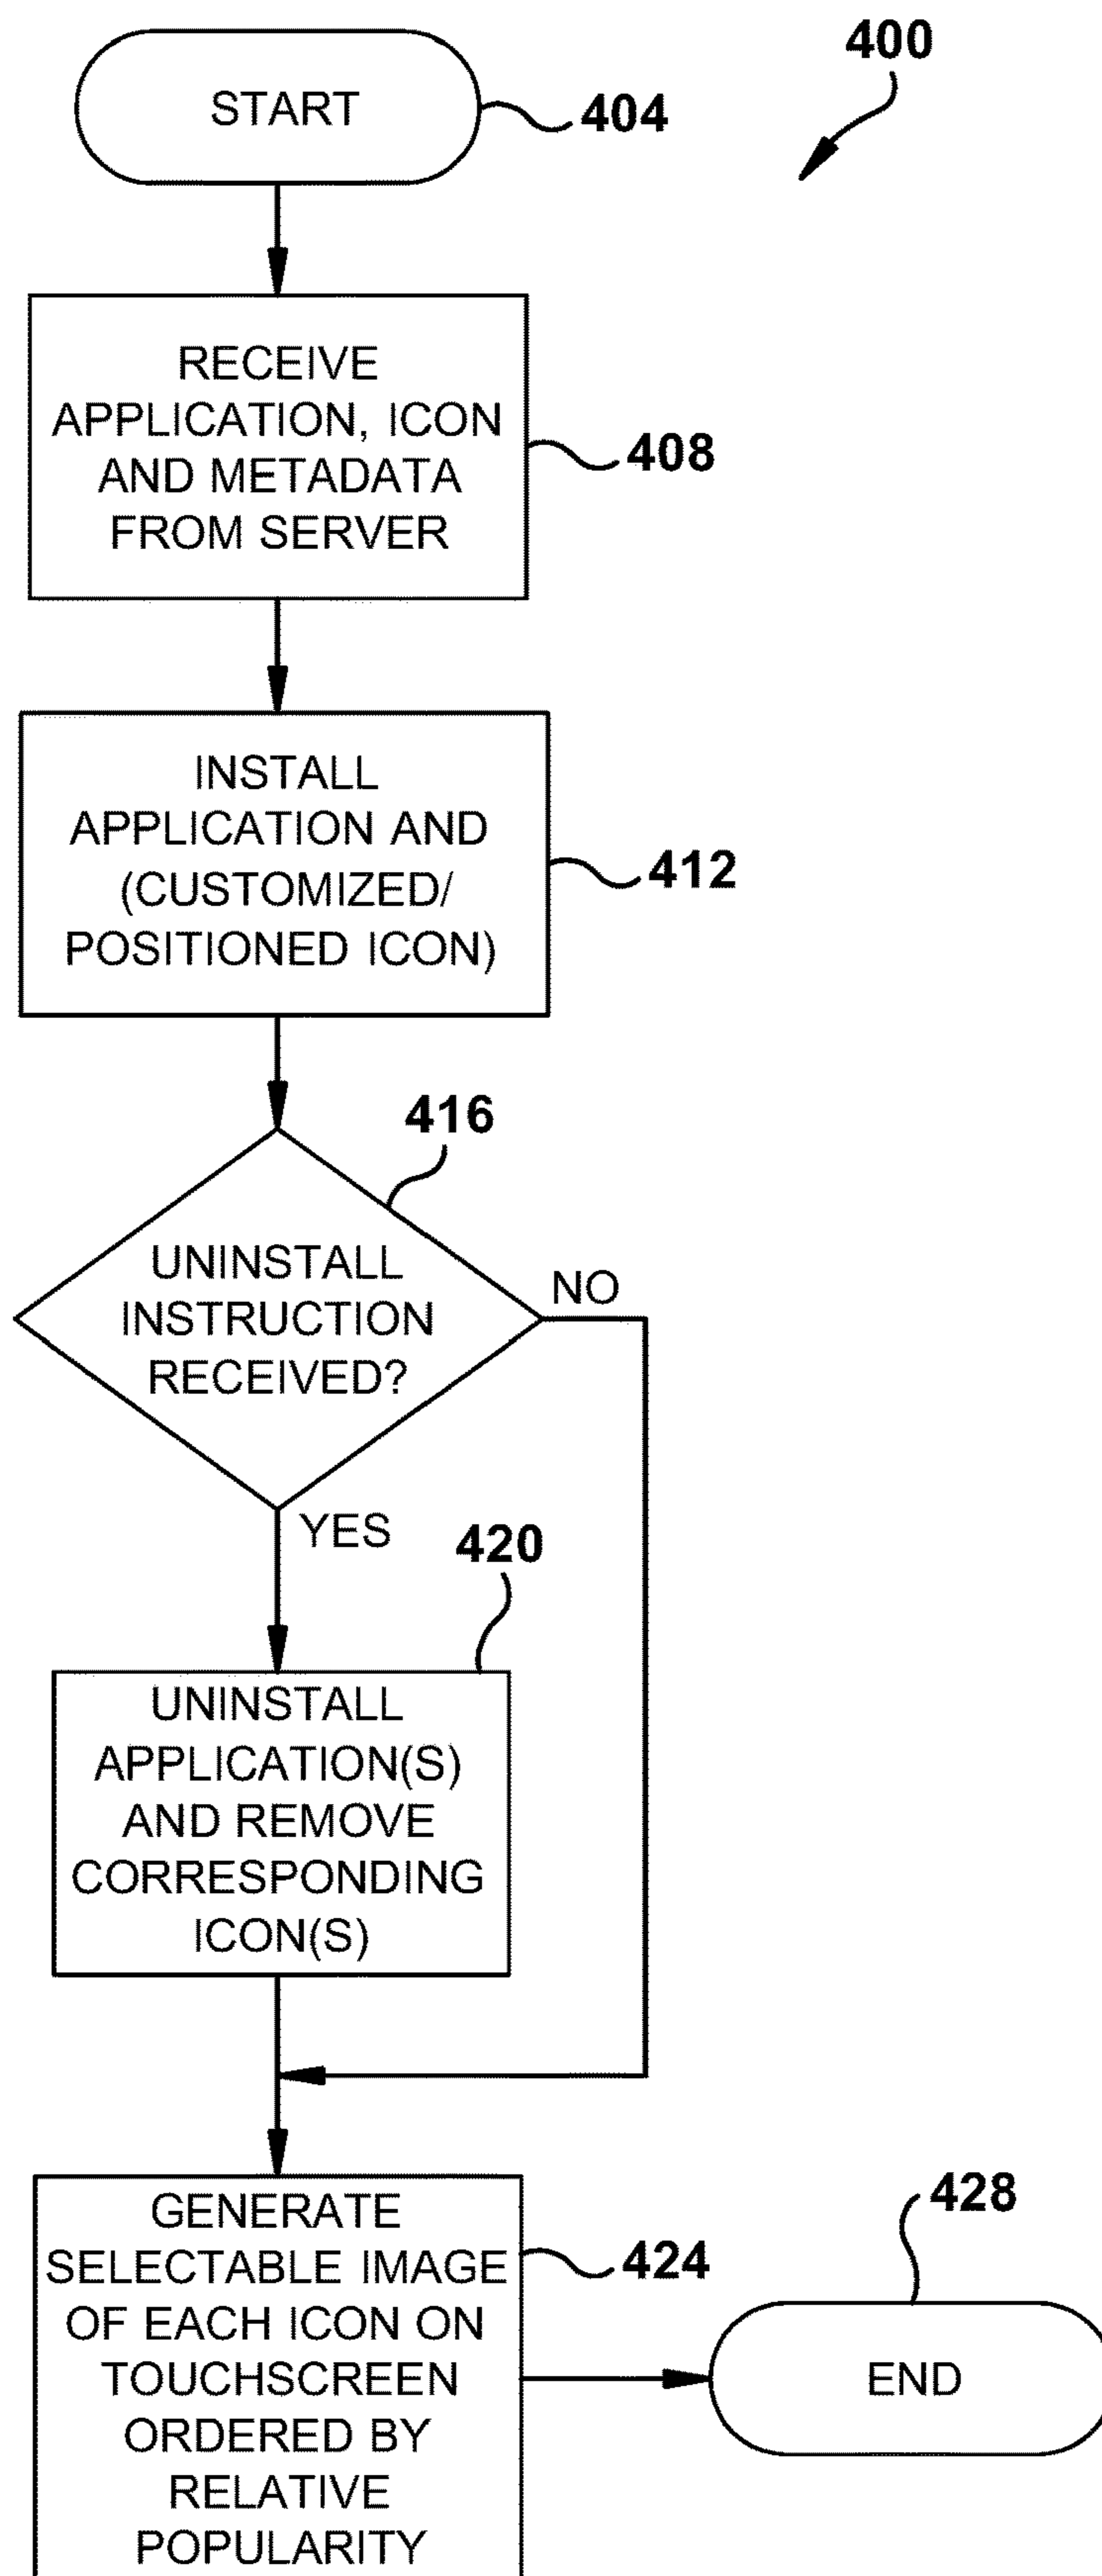 400
START
404
RECEIVE
APPLICATION, ICON
AND METADATA
FROM SERVER
408
INSTALL
APPLICATION AND
(CUSTOMIZED/
POSITIONED ICON)
412
416
UNINSTALL
INSTRUCTION
RECEIVED?
NO
YES
420
UNINSTALL
APPLICATION(S)
AND REMOVE
CORRESPONDING
ICON(S)
GENERATE
SELECTABLE IMAGE
OF EACH ICON ON
TOUCHSCREEN
ORDERED BY
RELATIVE
POPULARITY
424
428
END